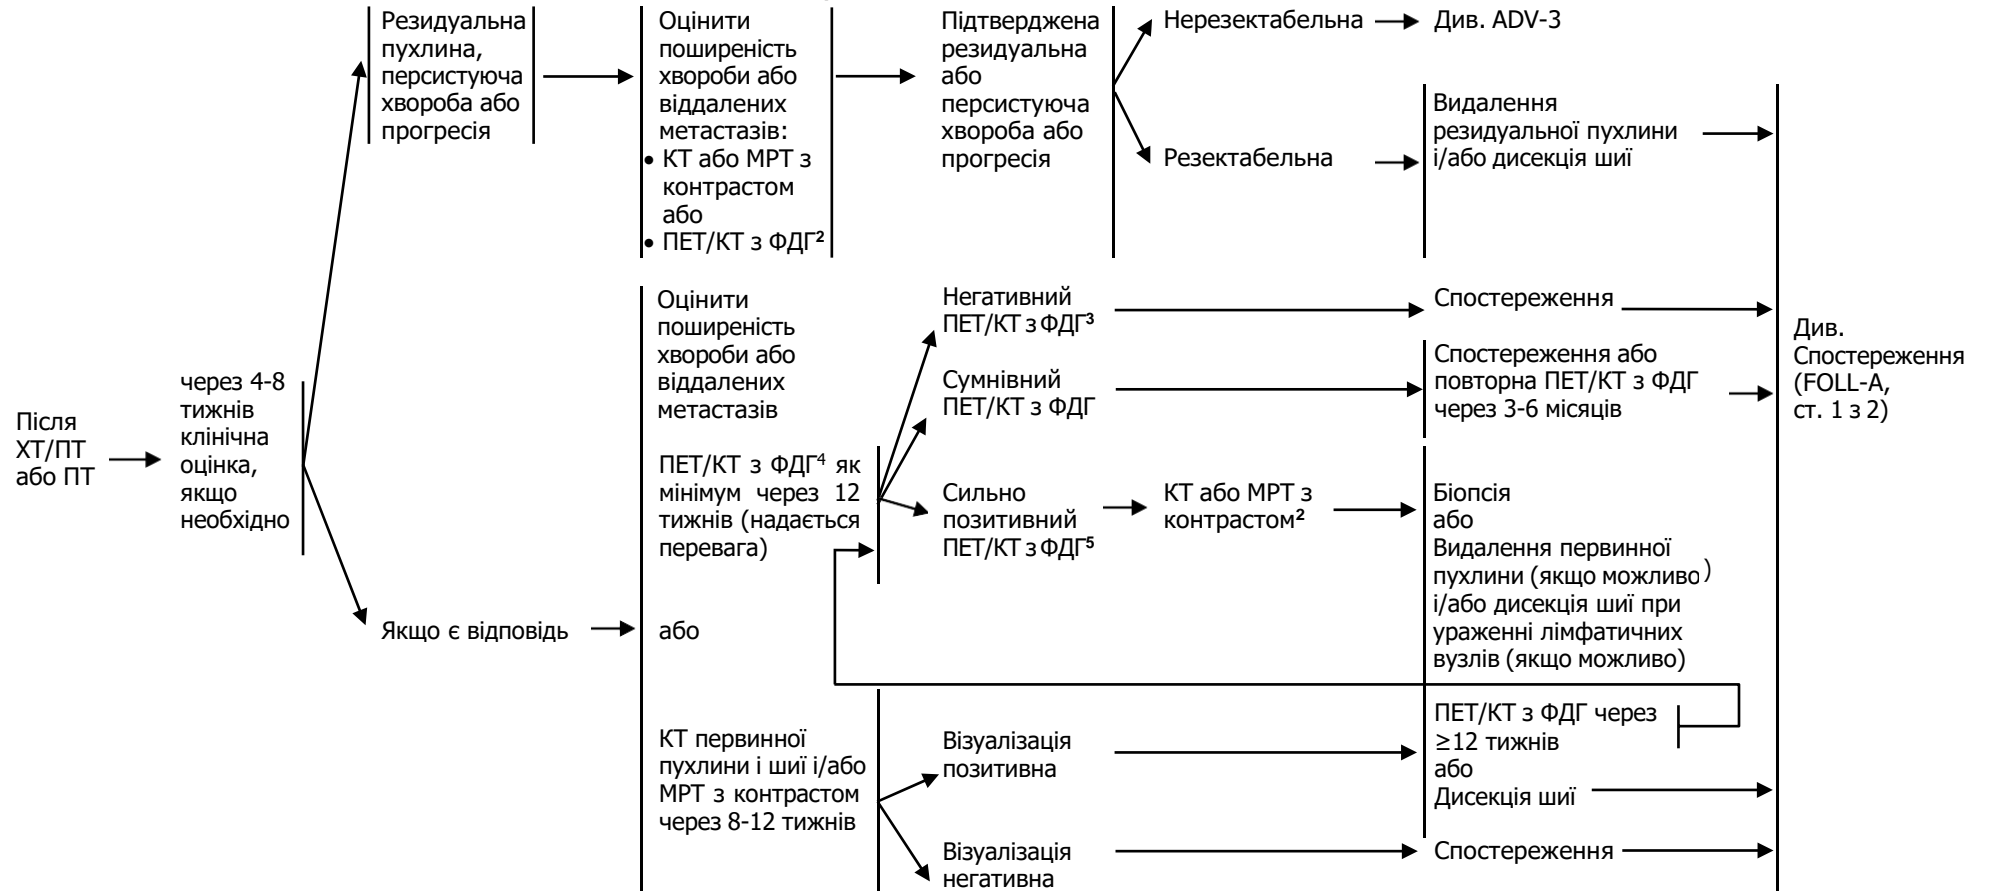 Після
ХТ/ПТ
або ПТ
через 4-8
тижнів
клінічна
оцінка,
якщо
необхідно
Резидуальна
пухлина,
персистуюча
хвороба або
прогресія
Оцінити
поширеність
хвороби або
віддалених
метастазів:
• КТ або МРТ з
контрастом
або
• ПЕТ/КТ з ФДГ²
Підтверджена
резидуальна
або
персистуюча
хвороба або
прогресія
Нерезектабельна
Див. ADV-3
Резектабельна
Видалення
резидуальної пухлини
і/або дисекція шиї
Якщо є відповідь
Оцінити
поширеність
хвороби або
віддалених
метастазів
ПЕТ/КТ з ФДГ⁴ як
мінімум через 12
тижнів (надається
перевага)
або
КТ первинної
пухлини і шиї і/або
МРТ з контрастом
через 8-12 тижнів
Негативний
ПЕТ/КТ з ФДГ³
Спостереження
Сумнівний
ПЕТ/КТ з ФДГ
Спостереження або
повторна ПЕТ/КТ з ФДГ
через 3-6 місяців
Сильно
позитивний
ПЕТ/КТ з ФДГ⁵
КТ або МРТ з
контрастом²
Біопсія
або
Видалення первинної
пухлини (якщо можливо)
і/або дисекція шиї при
ураженні лімфатичних
вузлів (якщо можливо)
Візуалізація
позитивна
ПЕТ/КТ з ФДГ через
≥12 тижнів
або
Дисекція шиї
Візуалізація
негативна
Спостереження
Див.
Спостереження
(FOLL-A,
ст. 1 з 2)